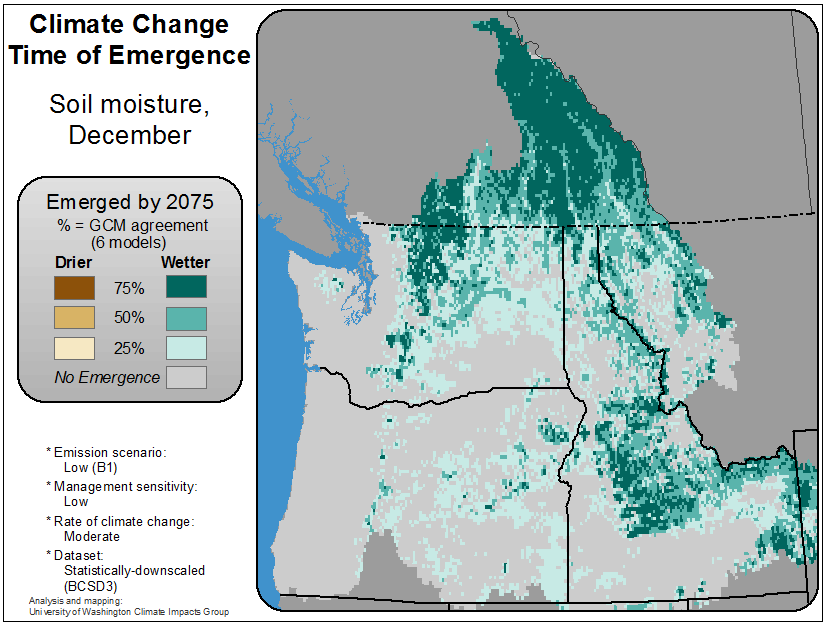 Climate Change
Time of Emergence
Soil moisture,
December
Emerged by 2075
% = GCM agreement
(6 models)
Drier Wetter
75%
50%
25%
No Emergence
* Emission scenario:
Low (B1)
* Management sensitivity:
Low
* Rate of climate change:
Moderate
* Dataset:
Statistically-downscaled
(BCSD3)
Analysis and mapping:
University of Washington Climate Impacts Group